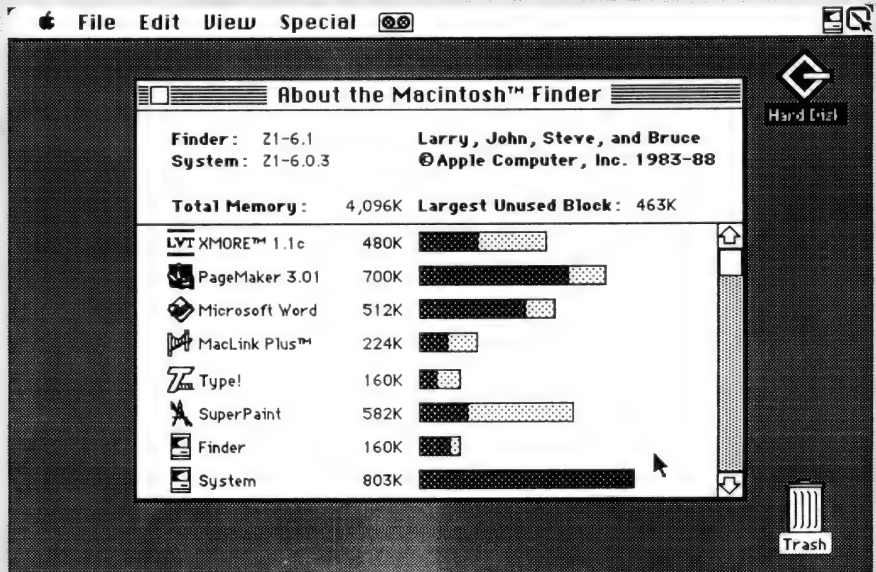 File Edit View Special
About the Macintosh™ Finder
Hard Disk
Finder: Z1-6.1 Larry, John, Steve, and Bruce
System: Z1-6.0.3 ©Apple Computer, Inc. 1983-88
Total Memory: 4,096K Largest Unused Block: 463K
LVT XMORE™ 1.1c 480K
PageMaker 3.01 700K
Microsoft Word 512K
MacLink Plus™ 224K
Type! 160K
SuperPaint 582K
Finder 160K
System 803K
Trash